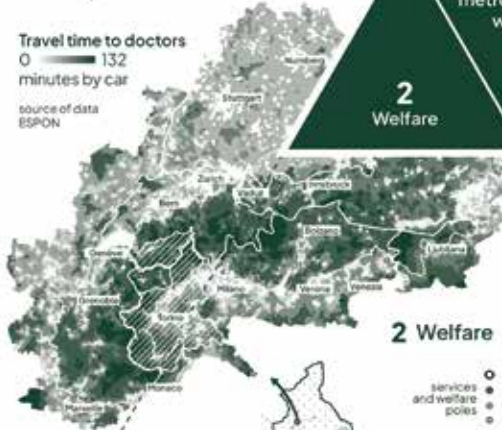 metro
w
Travel time to doctors
0 132
minutes by car
source of data
ESPON
2
Welfare
Nürnberg
Stuttgart
Zürich
Vaduz
Innsbruck
Bern
Bolzano
Genève
Ljubljana
Grenoble
Milano
Verona
Venezia
Torino
Monaco
Marseille
2 Welfare
services
and welfare
poles